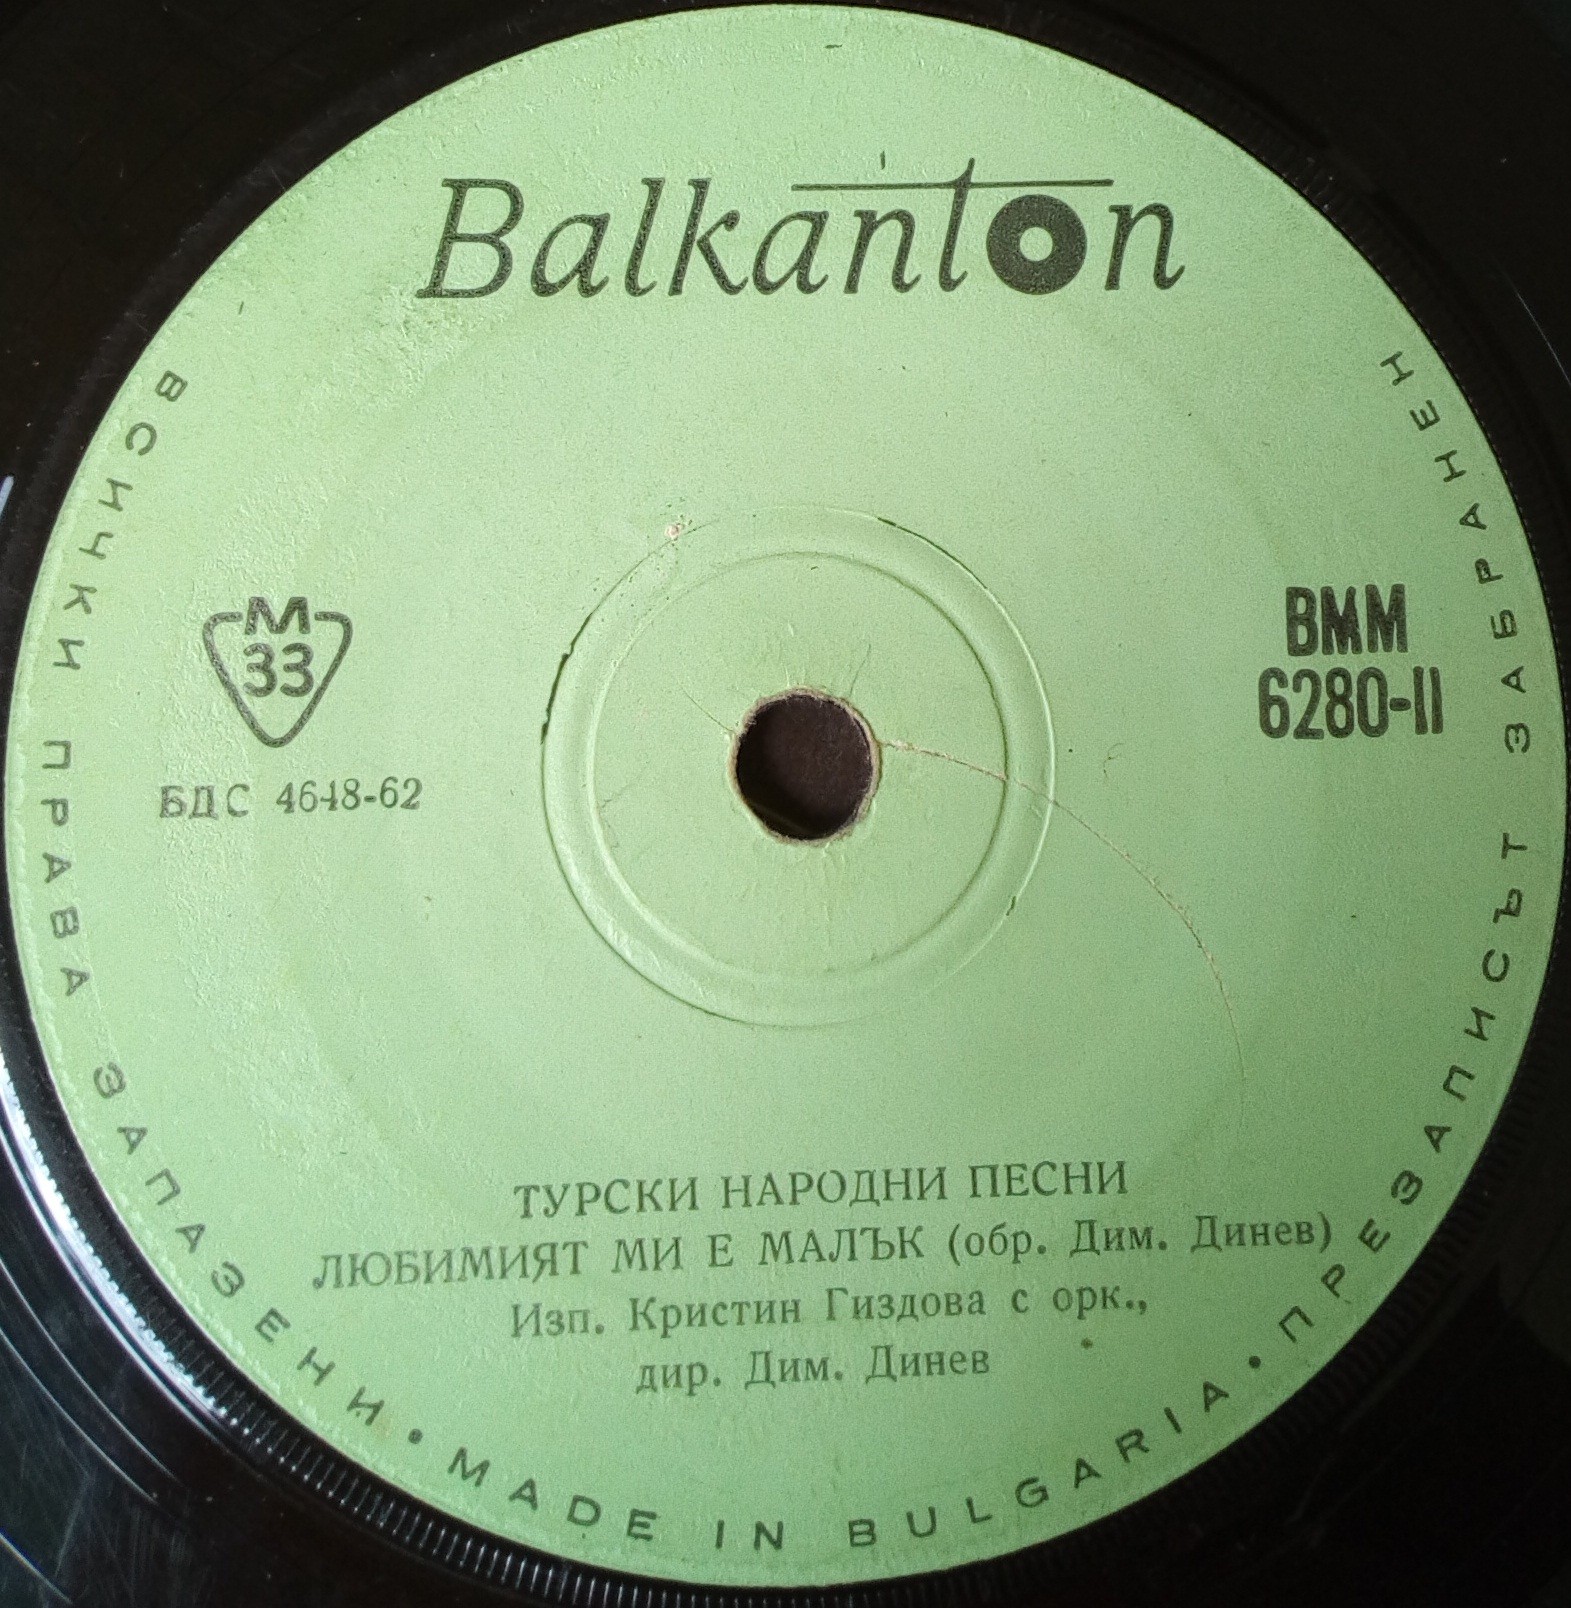 Balkanton
M
33
БДС 4648-62
ВММ
6280-II
ТУРСКИ НАРОДНИ ПЕСНИ
ЛЮБИМИЯТ МИ Е МАЛЪК (обр. Дим. Динев)
Изп. Кристин Гиздова с орк.,
дир. Дим. Динев
ВСИЧКИ ПРАВА ЗАПАЗЕНИ • MADE IN BULGARIA • ПРЕЗАПИСЪТ ЗАБРАНЕН